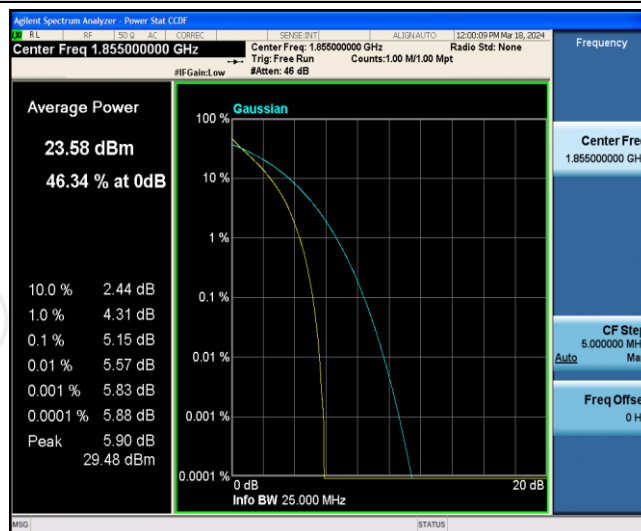 Agilent Spectrum Analyzer - Power Stat CCDF
RL RF 50 Ω AC CORREC SENSE:INT ALIGNAUTO 12:00:09 PM Mar 18, 2024
Center Freq 1.855000000 GHz
Center Freq: 1.855000000 GHz Radio Std: None
Trig: Free Run Counts:1.00 M/1.00 Mpt
#IFGain:Low #Atten: 46 dB
Frequency
Average Power
23.58 dBm
46.34 % at 0dB
10.0 % 2.44 dB
1.0 % 4.31 dB
0.1 % 5.15 dB
0.01 % 5.57 dB
0.001 % 5.83 dB
0.0001 % 5.88 dB
Peak 5.90 dB
29.48 dBm
Gaussian
100 %
10 %
1 %
0.1 %
0.01 %
0.001 %
0.0001 %
0 dB 20 dB
Info BW 25.000 MHz
Center Fre
1.855000000 GH
CF Ste
5.000000 MH
Auto Ma
Freq Offse
0 H
MSG STATUS